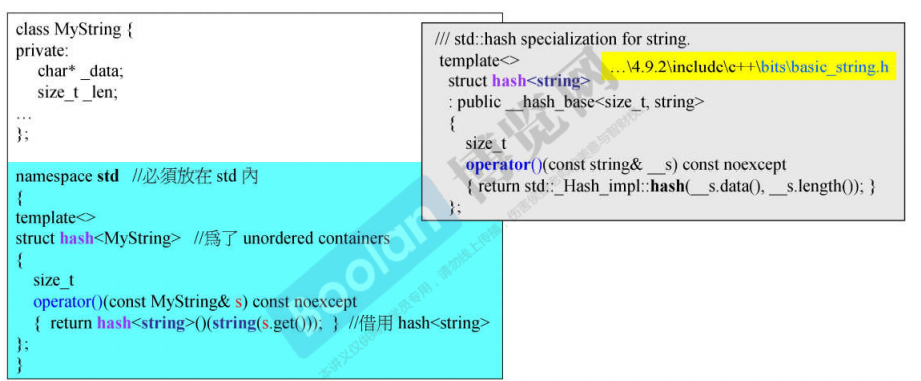 class MyString {
private:
char* _data;
size_t _len;
…
};
namespace std //必須放在 std 內
{
template<>
struct hash<MyString> //爲了 unordered containers
{
size_t
operator()(const MyString& s) const noexcept
{ return hash<string>()(string(s.get())); } //借用 hash<string>
};
}
/// std::hash specialization for string.
template<>
…\4.9.2\include\c++\bits\basic_string.h
struct hash<string>
: public __hash_base<size_t, string>
{
size_t
operator()(const string& __s) const noexcept
{ return std::_Hash_impl::hash(__s.data(), __s.length()); }
};
Boolan 博览网